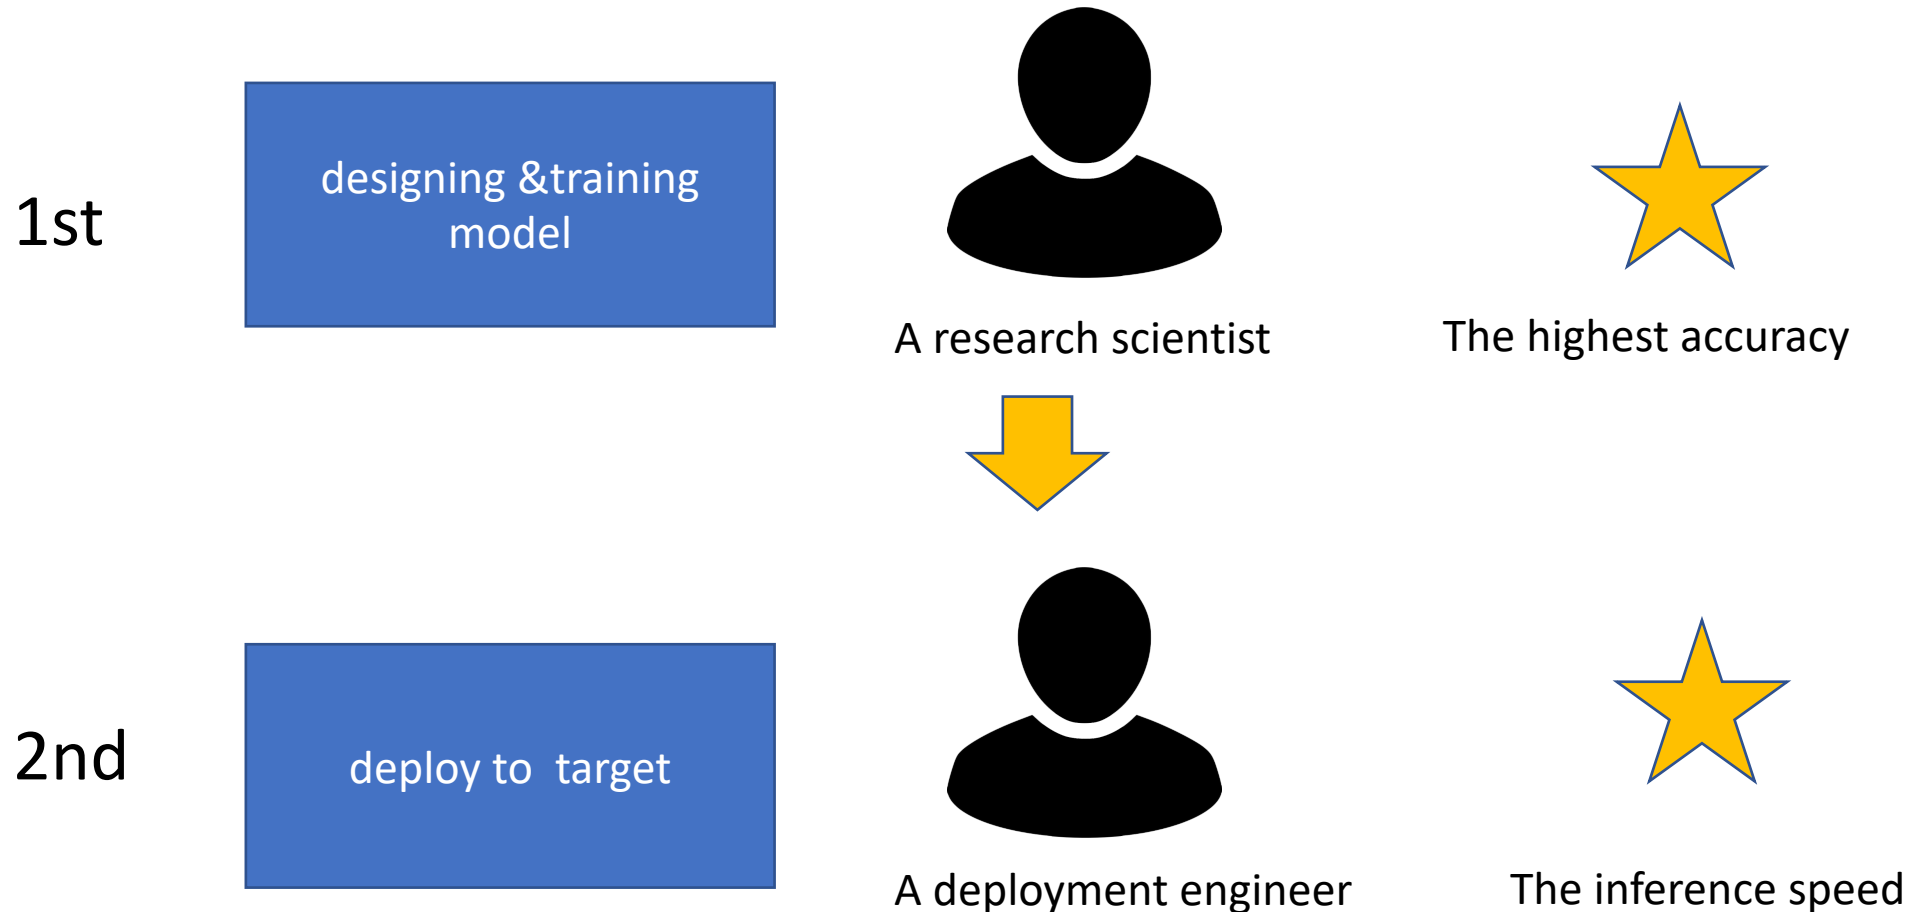 1st
designing &training
model
A research scientist
The highest accuracy
2nd
deploy to  target
A deployment engineer
The inference speed